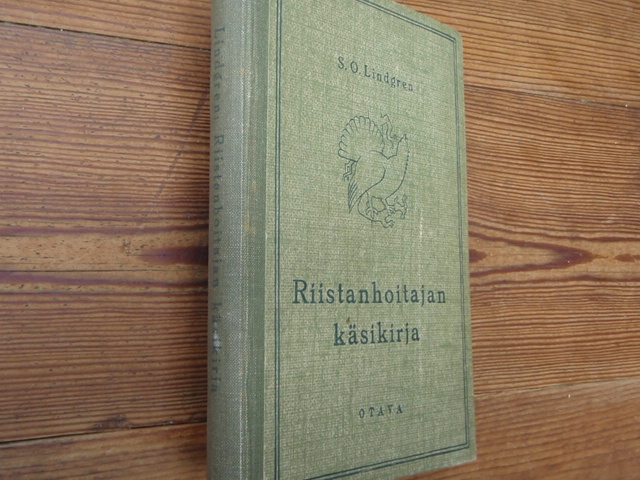 S. O. Lindgren
Riistanhoitajan
käsikirja
OTAVA
Lindgren Riistanhoitajan käsikirja